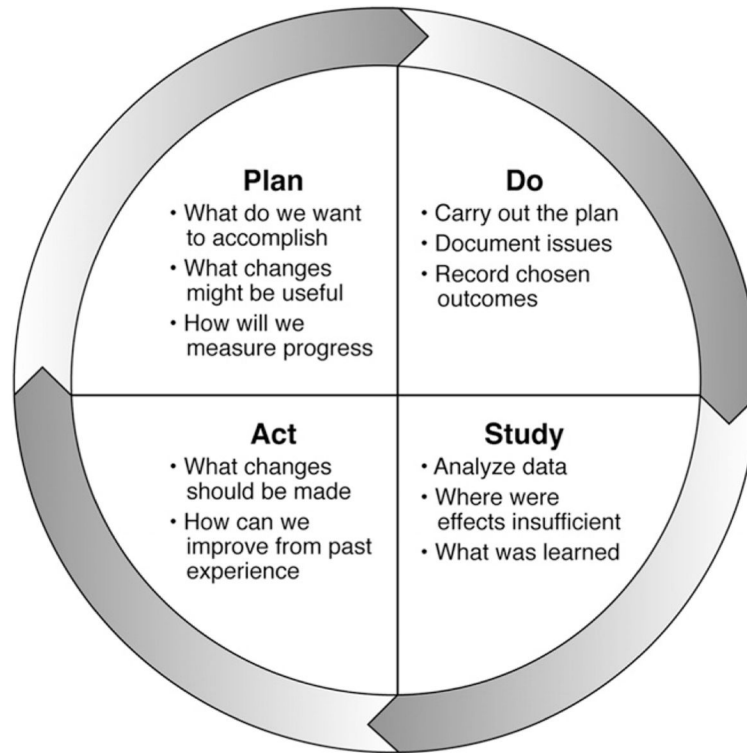 Plan
• What do we want
to accomplish
• What changes
might be useful
• How will we
measure progress
Do
• Carry out the plan
• Document issues
• Record chosen
outcomes
Act
• What changes
should be made
• How can we
improve from past
experience
Study
• Analyze data
• Where were
effects insufficient
• What was learned